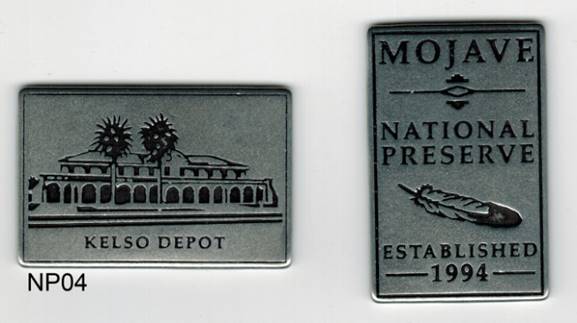 KELSO DEPOT
NP04
MOJAVE
NATIONAL
PRESERVE
ESTABLISHED
1994